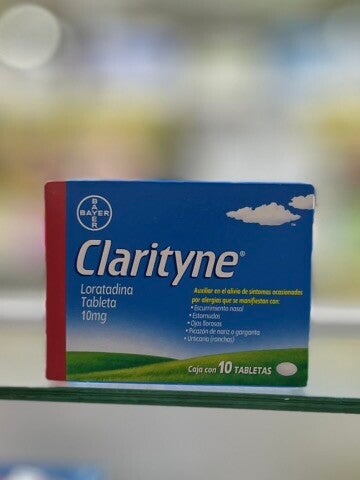 BAYER
BAYER
Clarityne®
Loratadina
Tableta
10mg
Auxiliar en el alivio de síntomas ocasionados
por alergias que se manifiestan con:
• Escurrimiento nasal
• Estornudos
• Ojos llorosos
• Picazón de nariz o garganta
• Urticaria (ronchas)
Caja con 10 TABLETAS